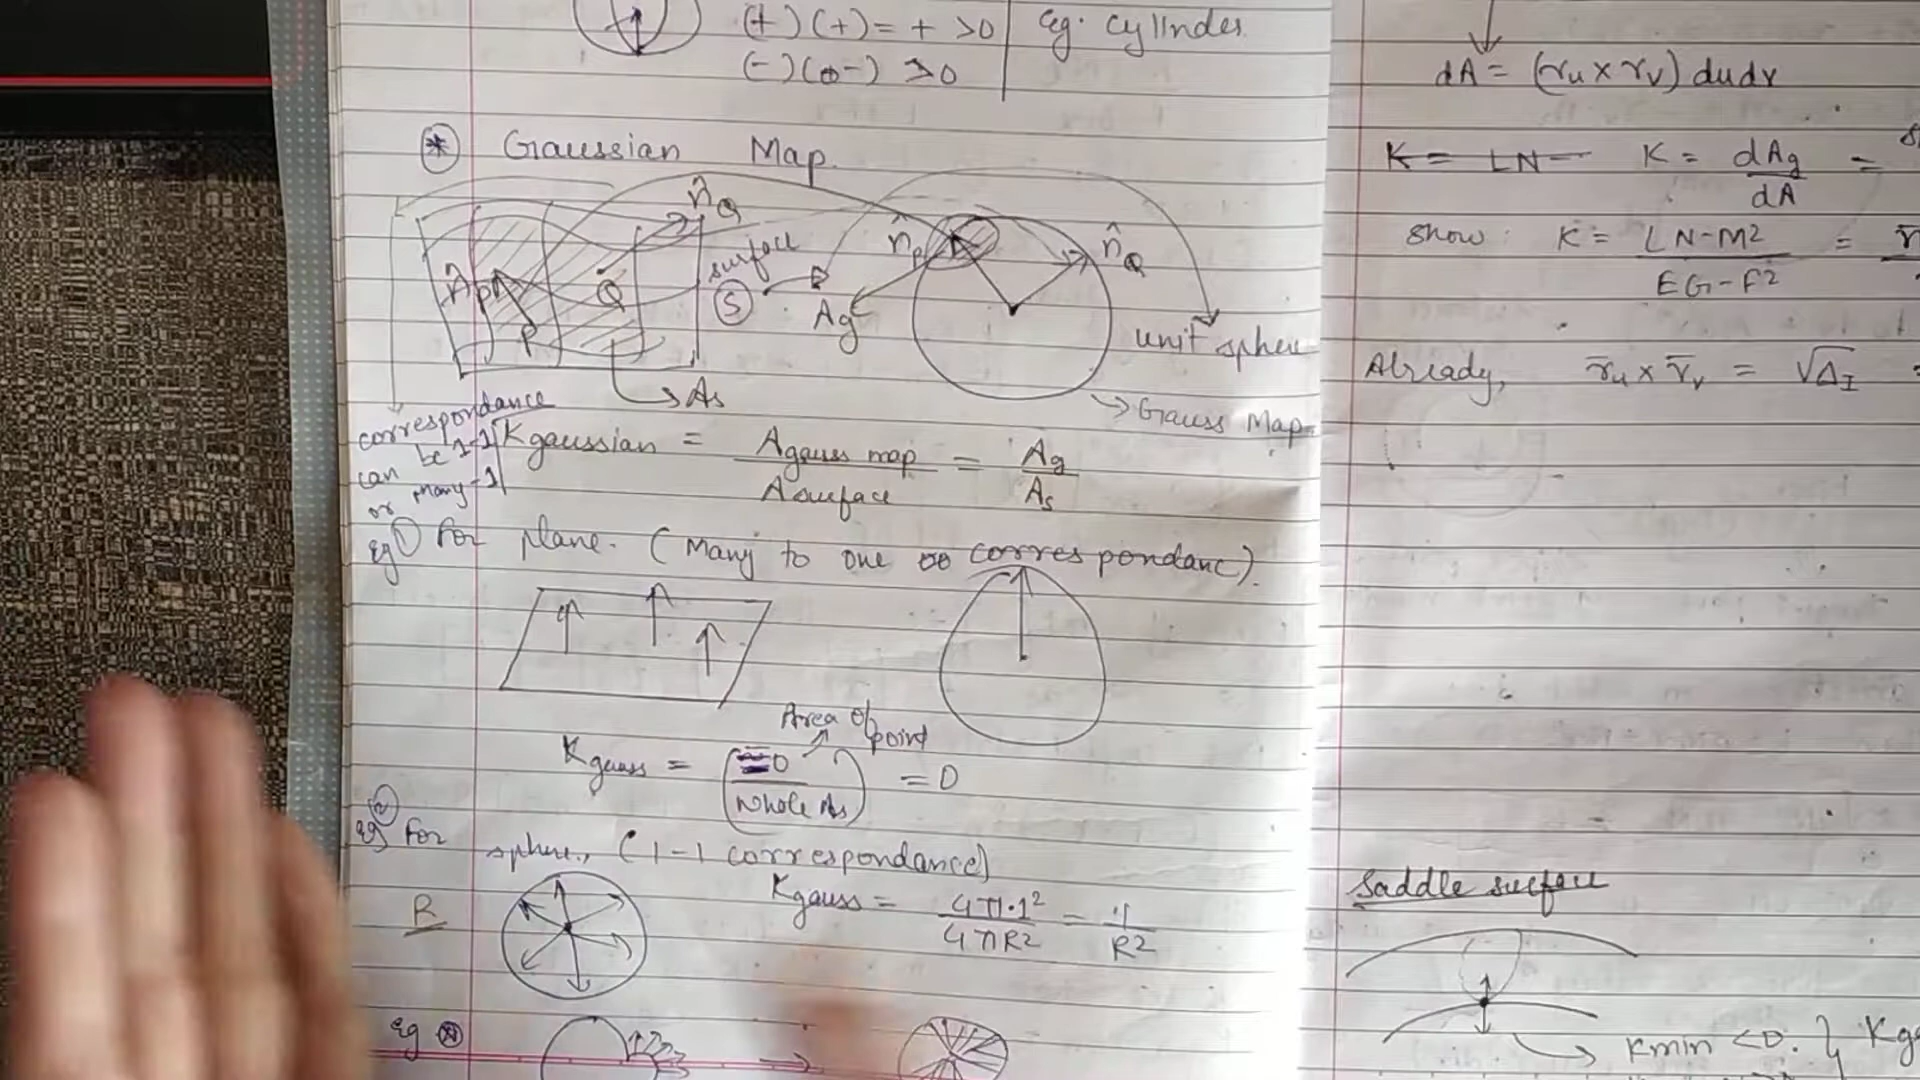 (+)(+) = + >0
eg. cylinder
(-)(-) >0
* Gaussian Map.
n̂Q
n̂p
P
Q
surface
S
As
Ag
n̂p
n̂Q
unit sphere
→ Gauss Map
correspondance
can be 1-1
or many-1
Kgaussian = Agauss map / Asurface = Ag / As
eg ① For plane. (Many to one correspondanc).
Area of point
Kgauss = (0 / whole As) = 0
eg ② For sphere, (1-1 correspondance)
R
Kgauss = 4π·1² / 4πR² = 1 / R²
eg
dA = (ru × rv) du dv
K = LN
K = dAg / dA =
Show: K = LN-M² / EG-F² =
Already, r̄u × r̄v = √ΔI
Saddle surface
Kmin <0. } Kg